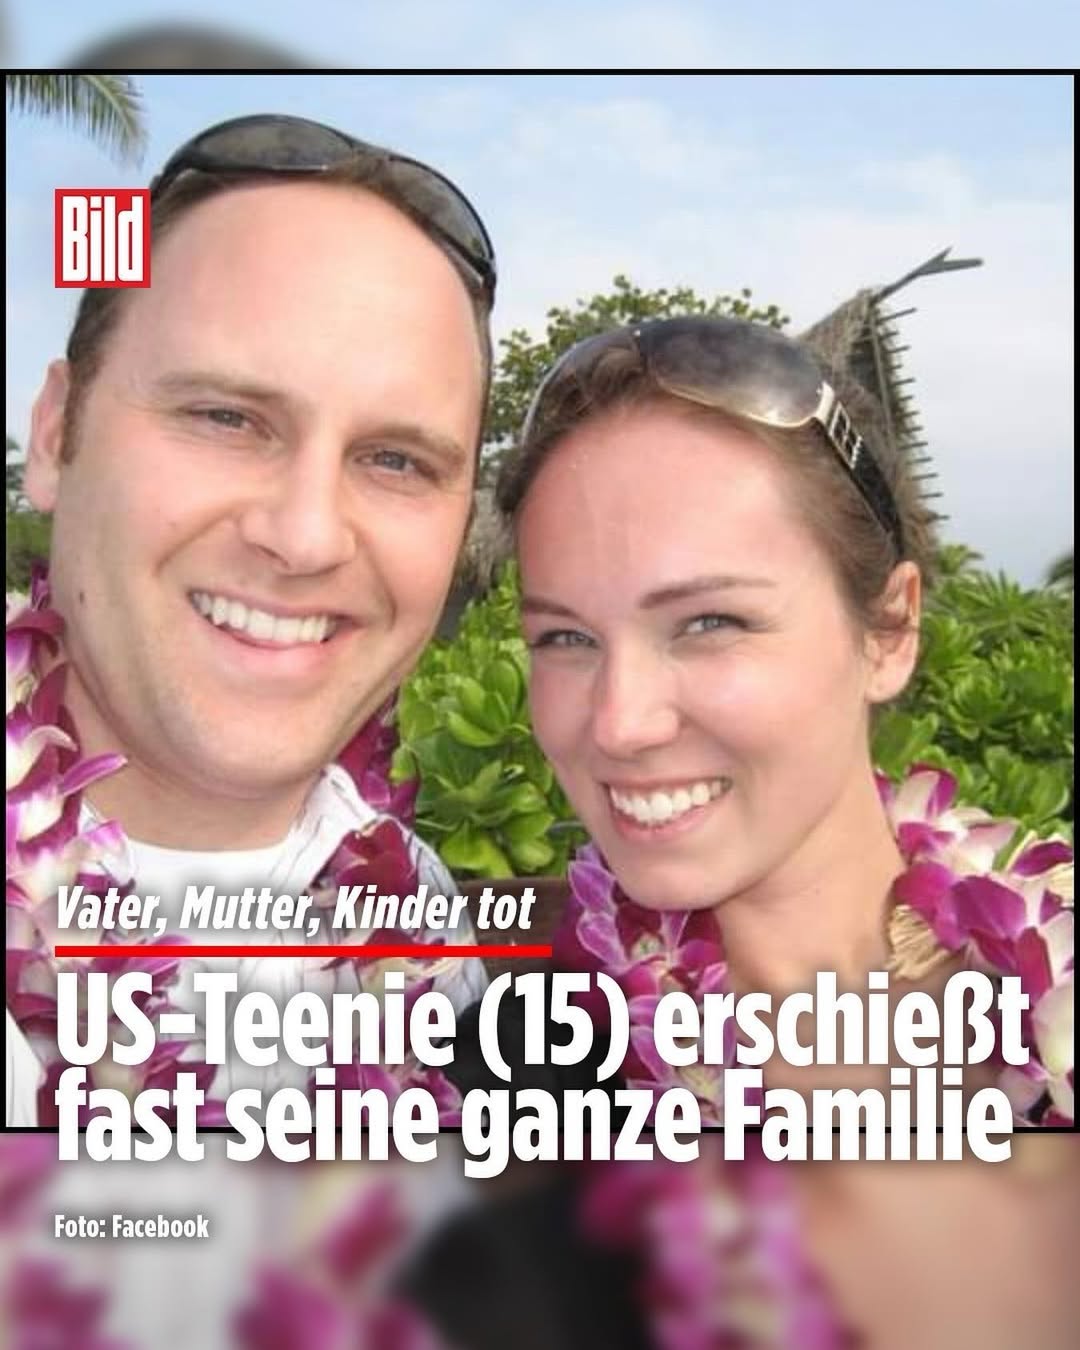 Bild
Vater, Mutter, Kinder tot
US-Teenie (15) erschießt
fast seine ganze Familie
Foto: Facebook